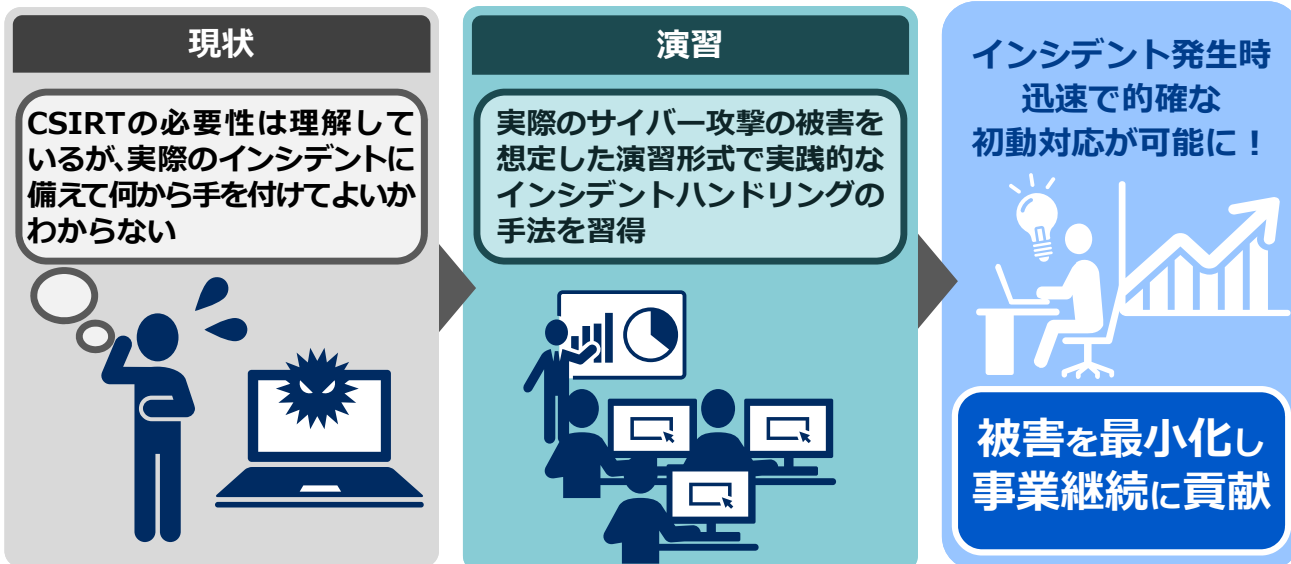 現状
CSIRTの必要性は理解して
いるが、実際のインシデントに
備えて何から手を付けてよいか
わからない
演習
実際のサイバー攻撃の被害を
想定した演習形式で実践的な
インシデントハンドリングの
手法を習得
インシデント発生時
迅速で的確な
初動対応が可能に！
被害を最小化し
事業継続に貢献